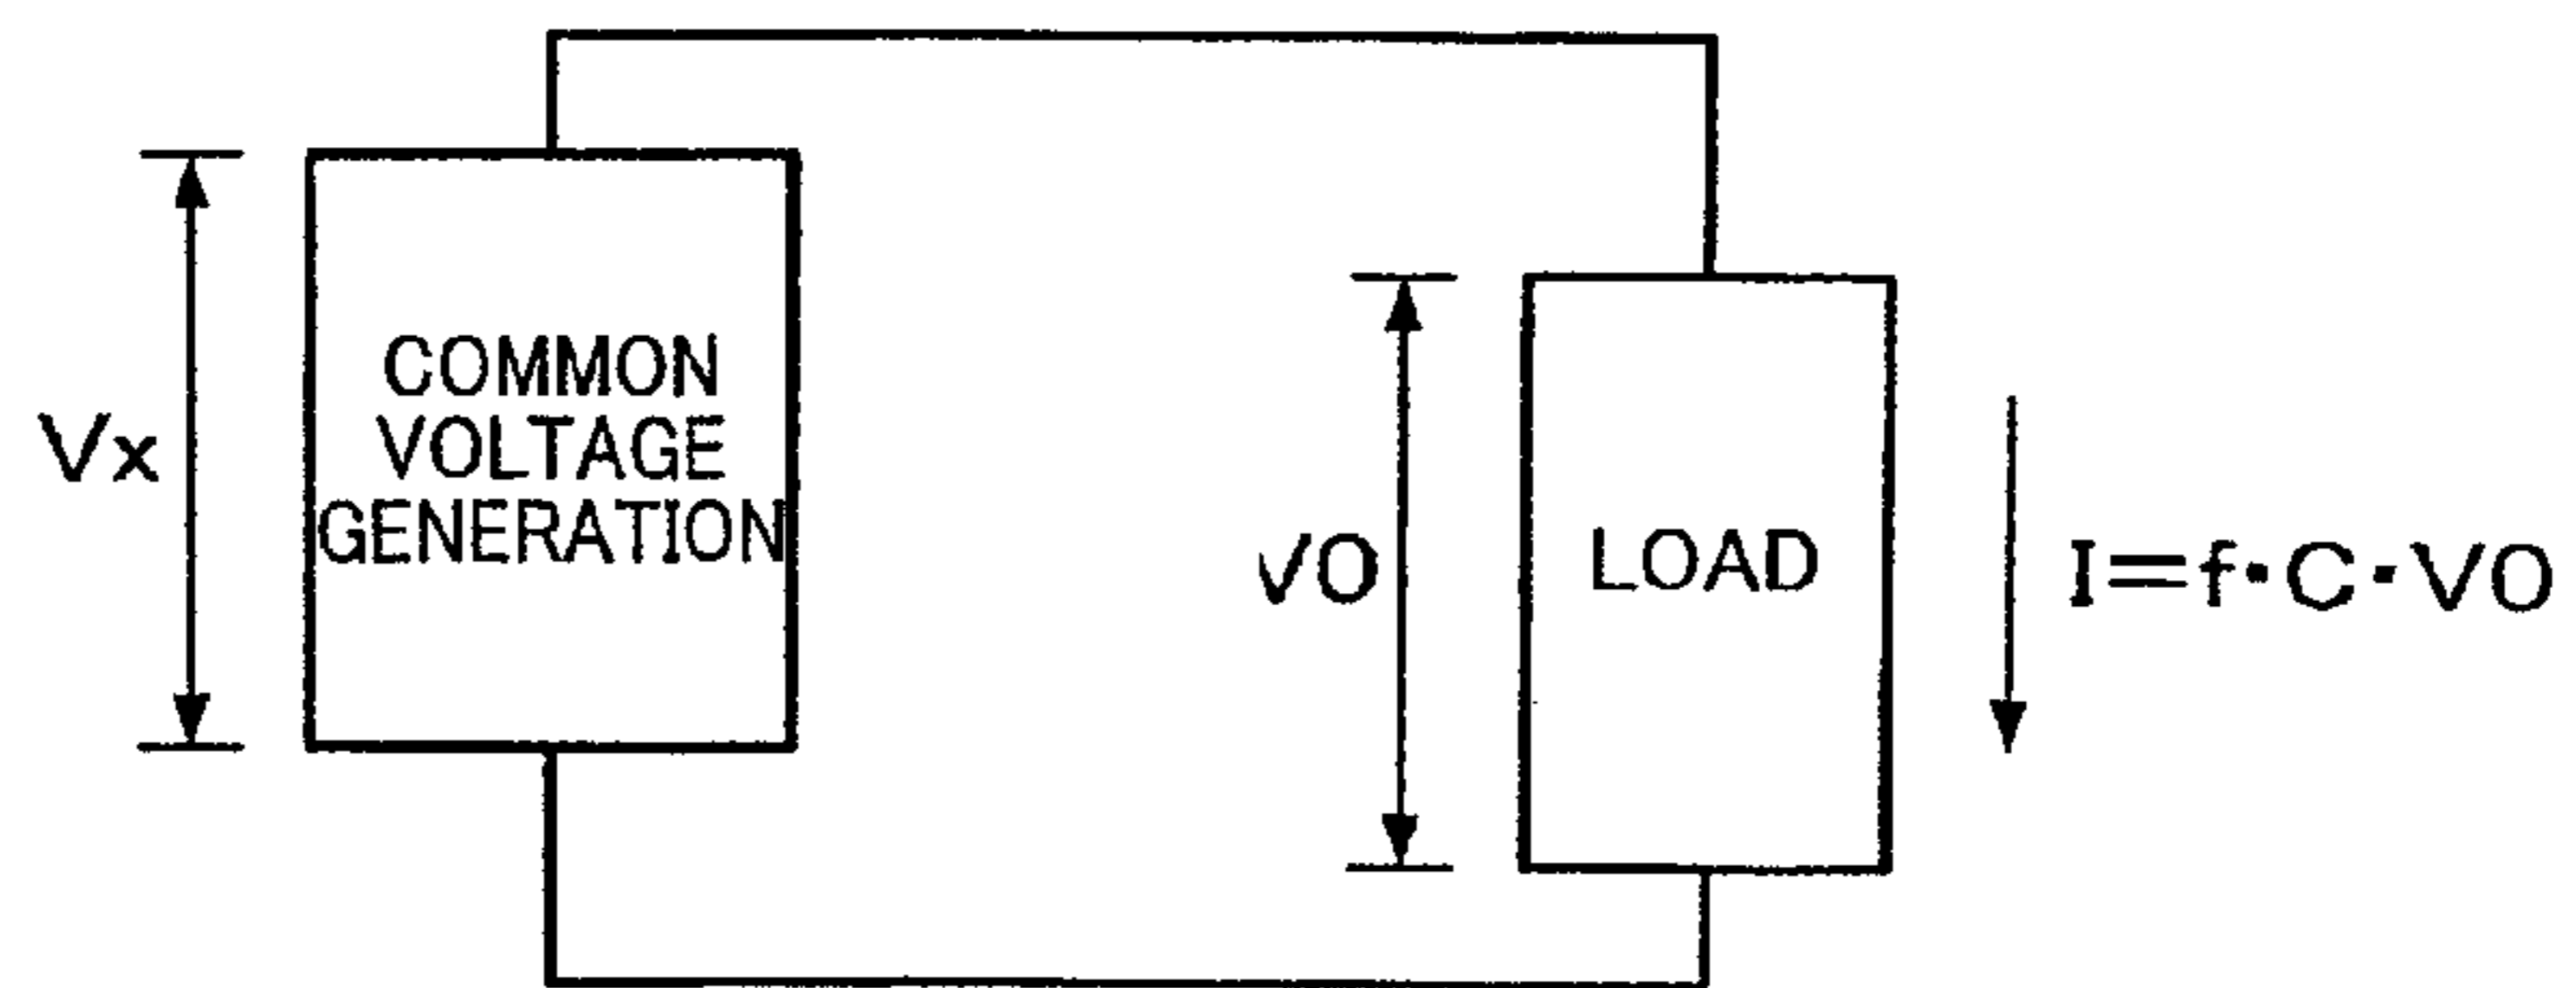 Vx
COMMON
VOLTAGE
GENERATION
VO
LOAD
I=f·C·VO